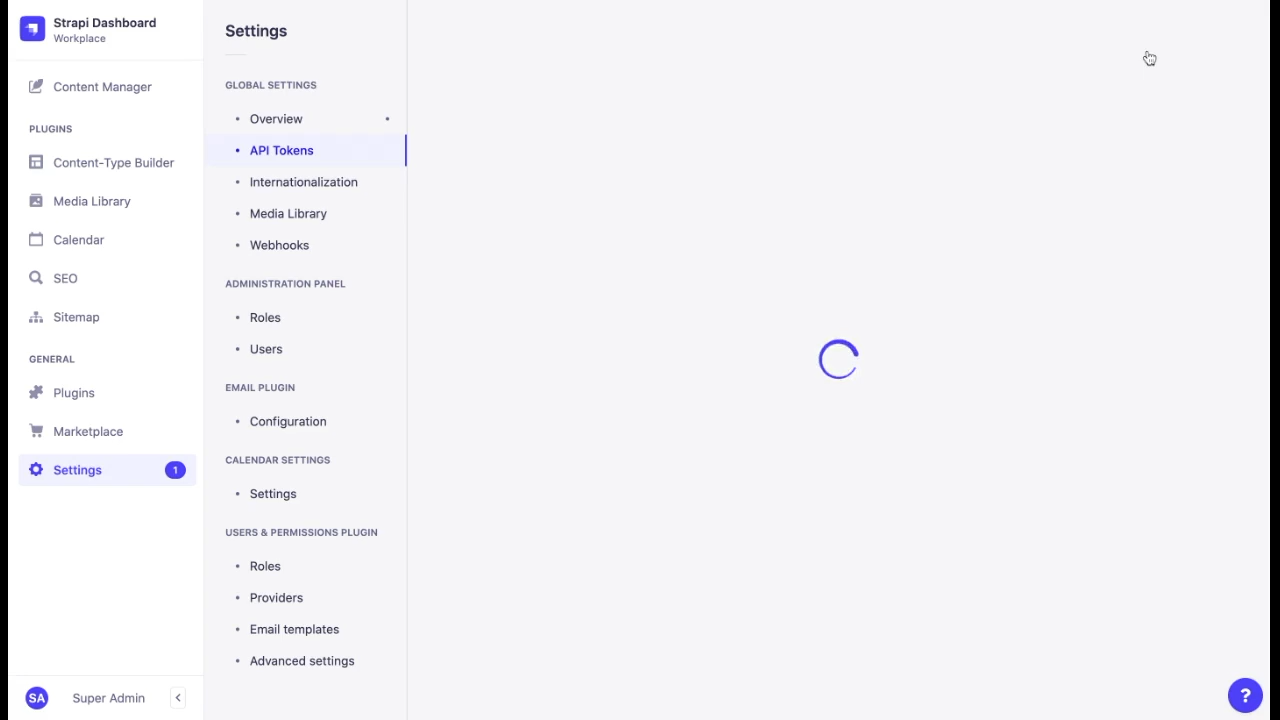 Strapi Dashboard
Workplace
Content Manager
PLUGINS
Content-Type Builder
Media Library
Calendar
SEO
Sitemap
GENERAL
Plugins
Marketplace
Settings 1
SA Super Admin
Settings
GLOBAL SETTINGS
Overview
API Tokens
Internationalization
Media Library
Webhooks
ADMINISTRATION PANEL
Roles
Users
EMAIL PLUGIN
Configuration
CALENDAR SETTINGS
Settings
USERS & PERMISSIONS PLUGIN
Roles
Providers
Email templates
Advanced settings
?